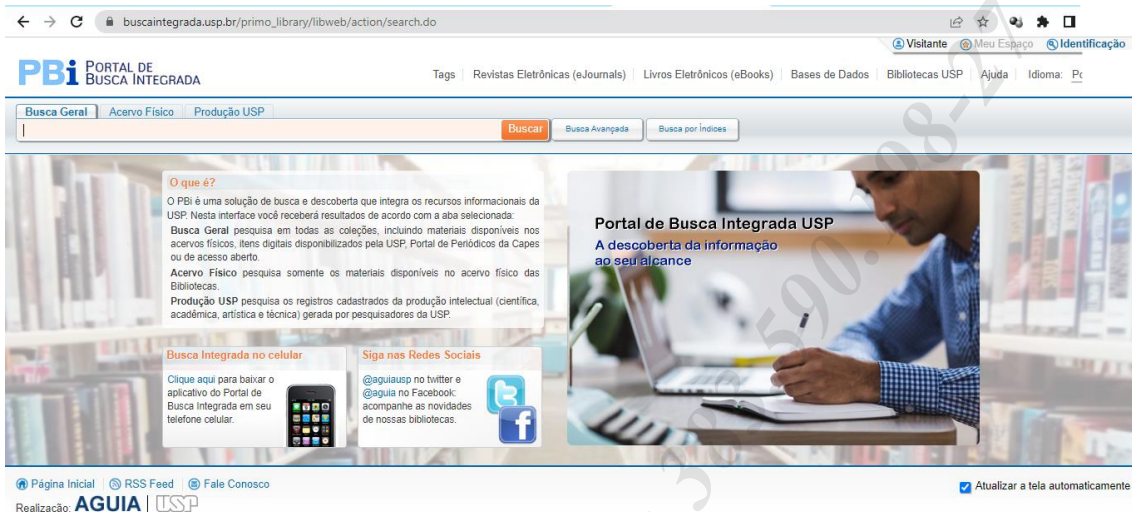 buscaintegrada.usp.br/primo_library/libweb/action/search.do
Visitante Meu Espaço Identificação
PBi PORTAL DE
BUSCA INTEGRADA
Tags Revistas Eletrônicas (eJournals) Livros Eletrônicos (eBooks) Bases de Dados Bibliotecas USP Ajuda Idioma:
Busca Geral Acervo Físico Produção USP
Buscar Busca Avançada Busca por Índices
O que é?
O PBi é uma solução de busca e descoberta que integra os recursos informacionais da
USP. Nesta interface você receberá resultados de acordo com a aba selecionada:
Busca Geral pesquisa em todas as coleções, incluindo materiais disponíveis nos
acervos físicos, itens digitais disponibilizados pela USP, Portal de Periódicos da Capes
ou de acesso aberto.
Acervo Físico pesquisa somente os materiais disponíveis no acervo físico das
Bibliotecas.
Produção USP pesquisa os registros cadastrados da produção intelectual (científica,
acadêmica, artística e técnica) gerada por pesquisadores da USP.
Portal de Busca Integrada USP
A descoberta da informação
ao seu alcance
Busca Integrada no celular
Clique aqui para baixar o
aplicativo do Portal de
Busca Integrada em seu
telefone celular.
Siga nas Redes Sociais
@aguiausp no twitter e
@aguia no Facebook:
acompanhe as novidades
de nossas bibliotecas.
Página Inicial RSS Feed Fale Conosco
Atualizar a tela automaticamente
Realização: AGUIA | USP